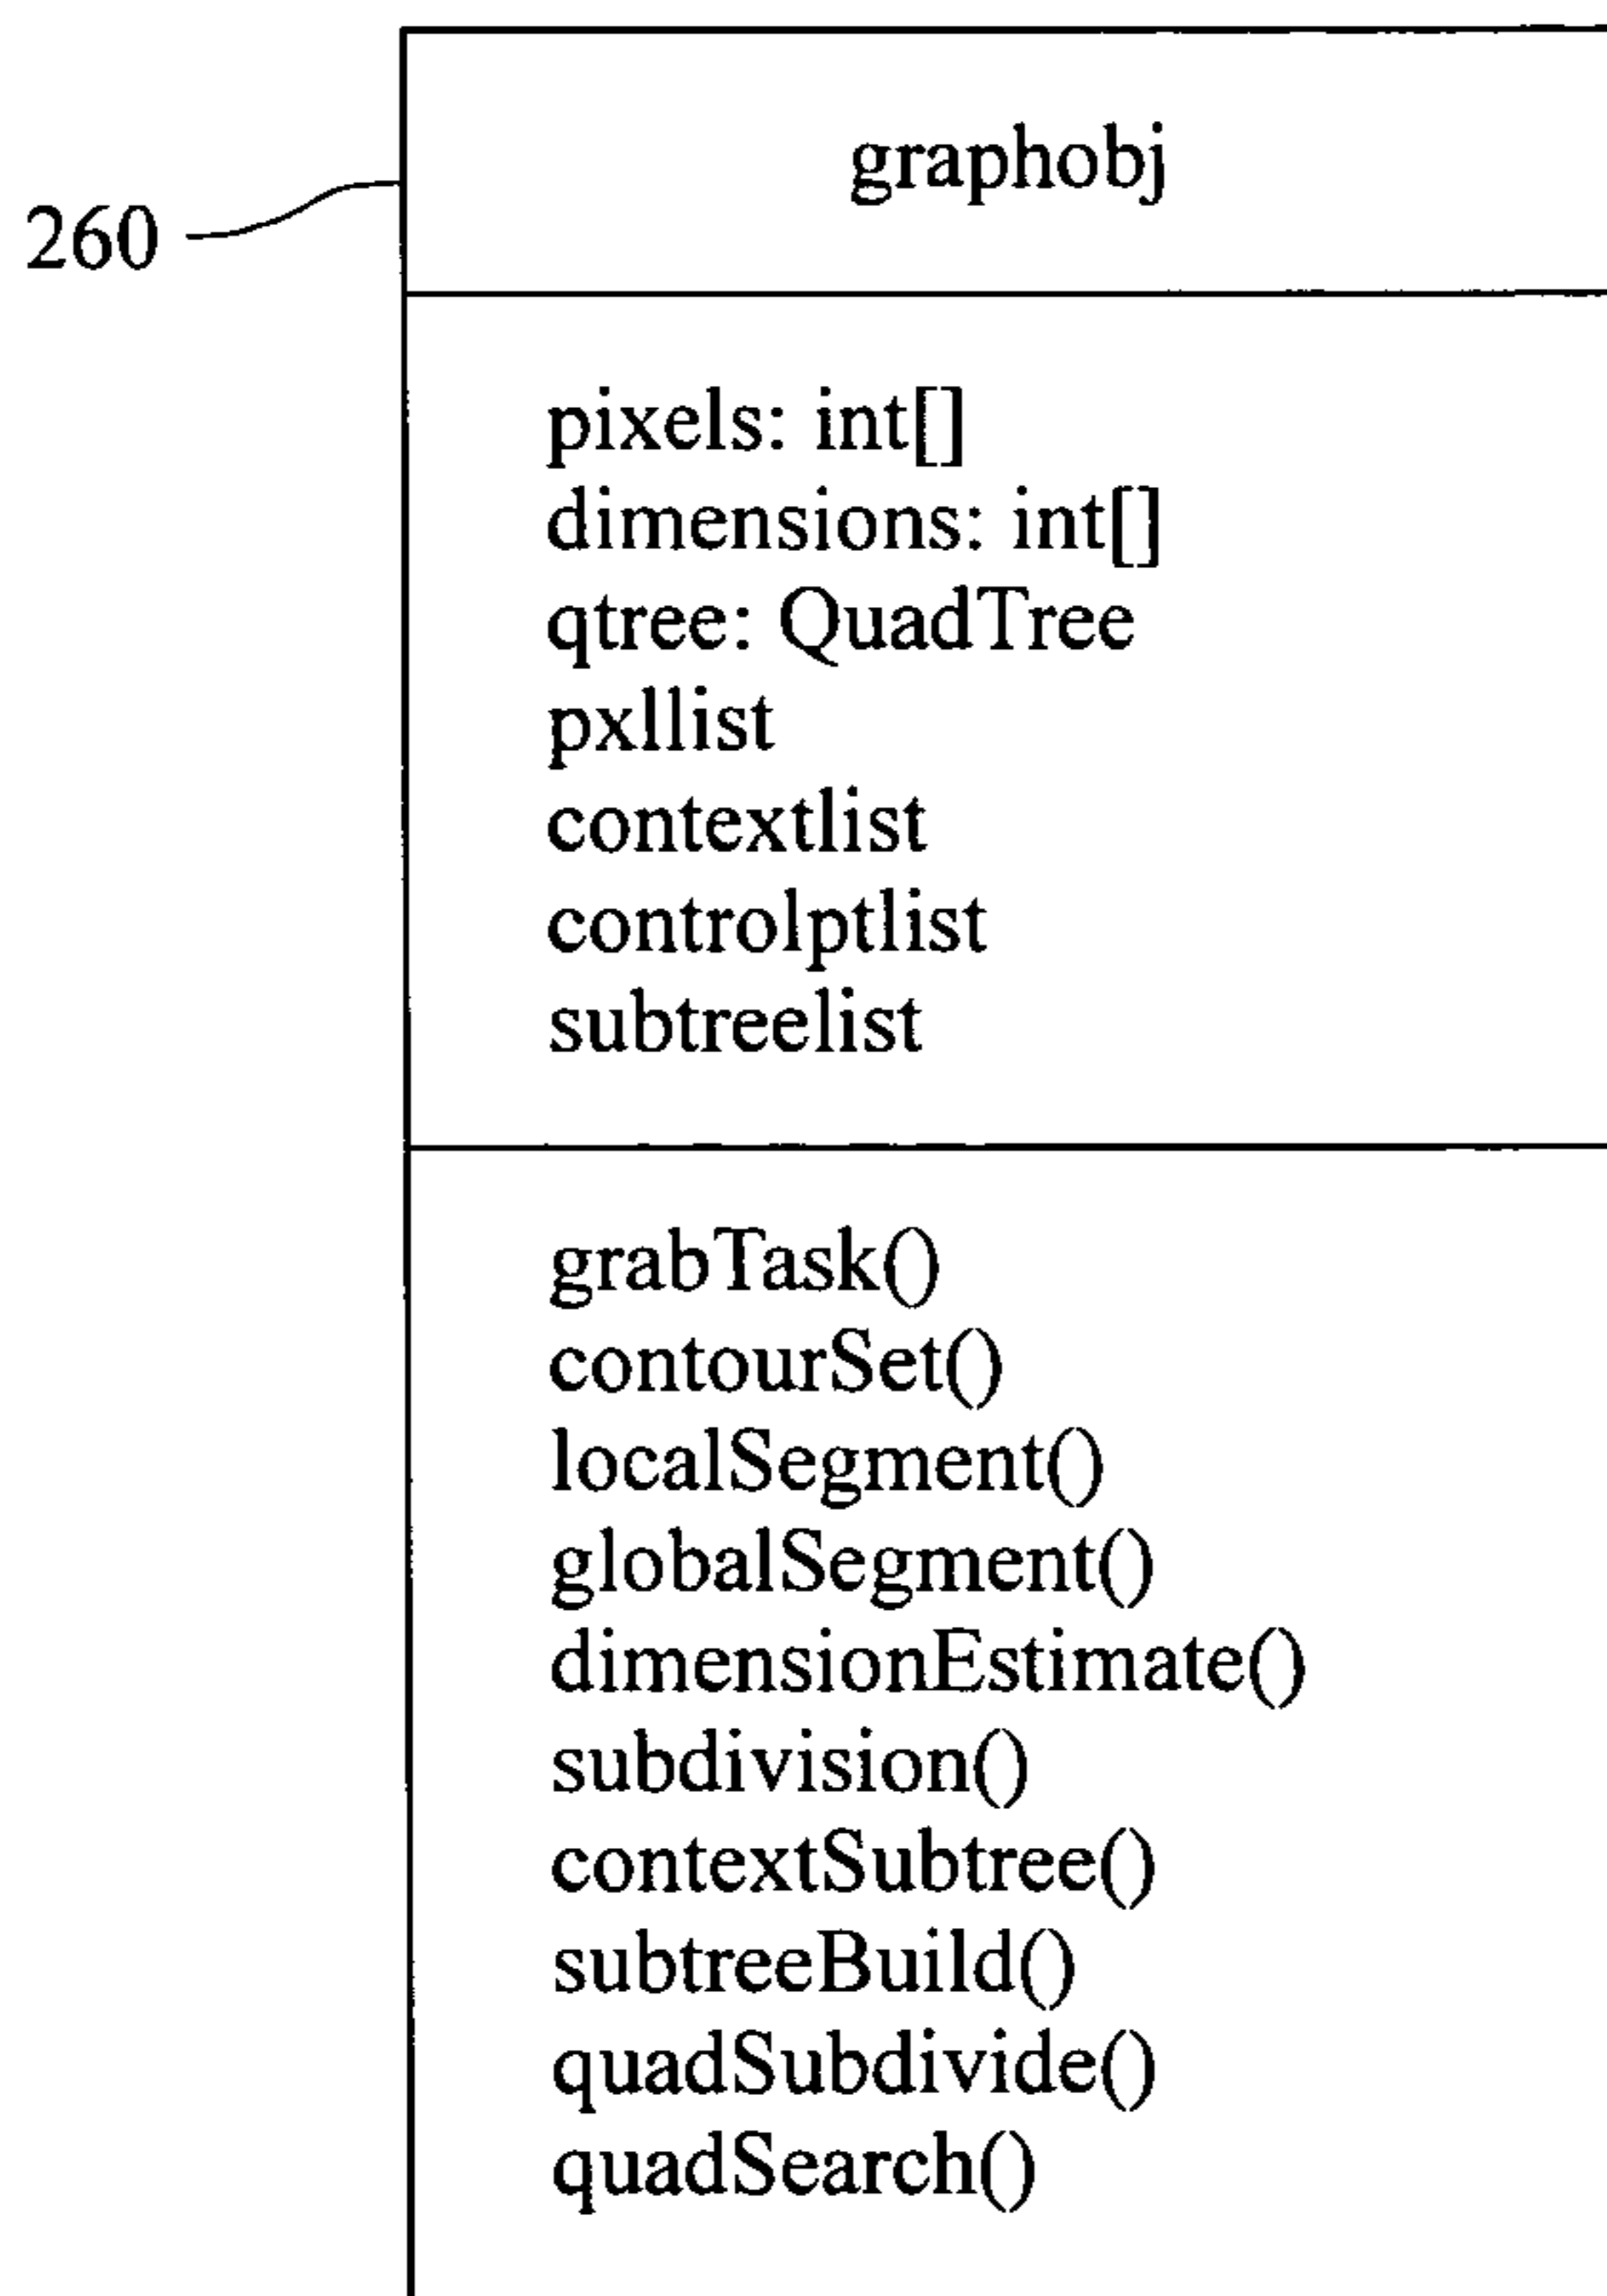 graphobj
260
pixels: int[]
dimensions: int[]
qtree: QuadTree
pxllist
contextlist
controlptlist
subtreelist
grabTask()
contourSet()
localSegment()
globalSegment()
dimensionEstimate()
subdivision()
contextSubtree()
subtreeBuild()
quadSubdivide()
quadSearch()